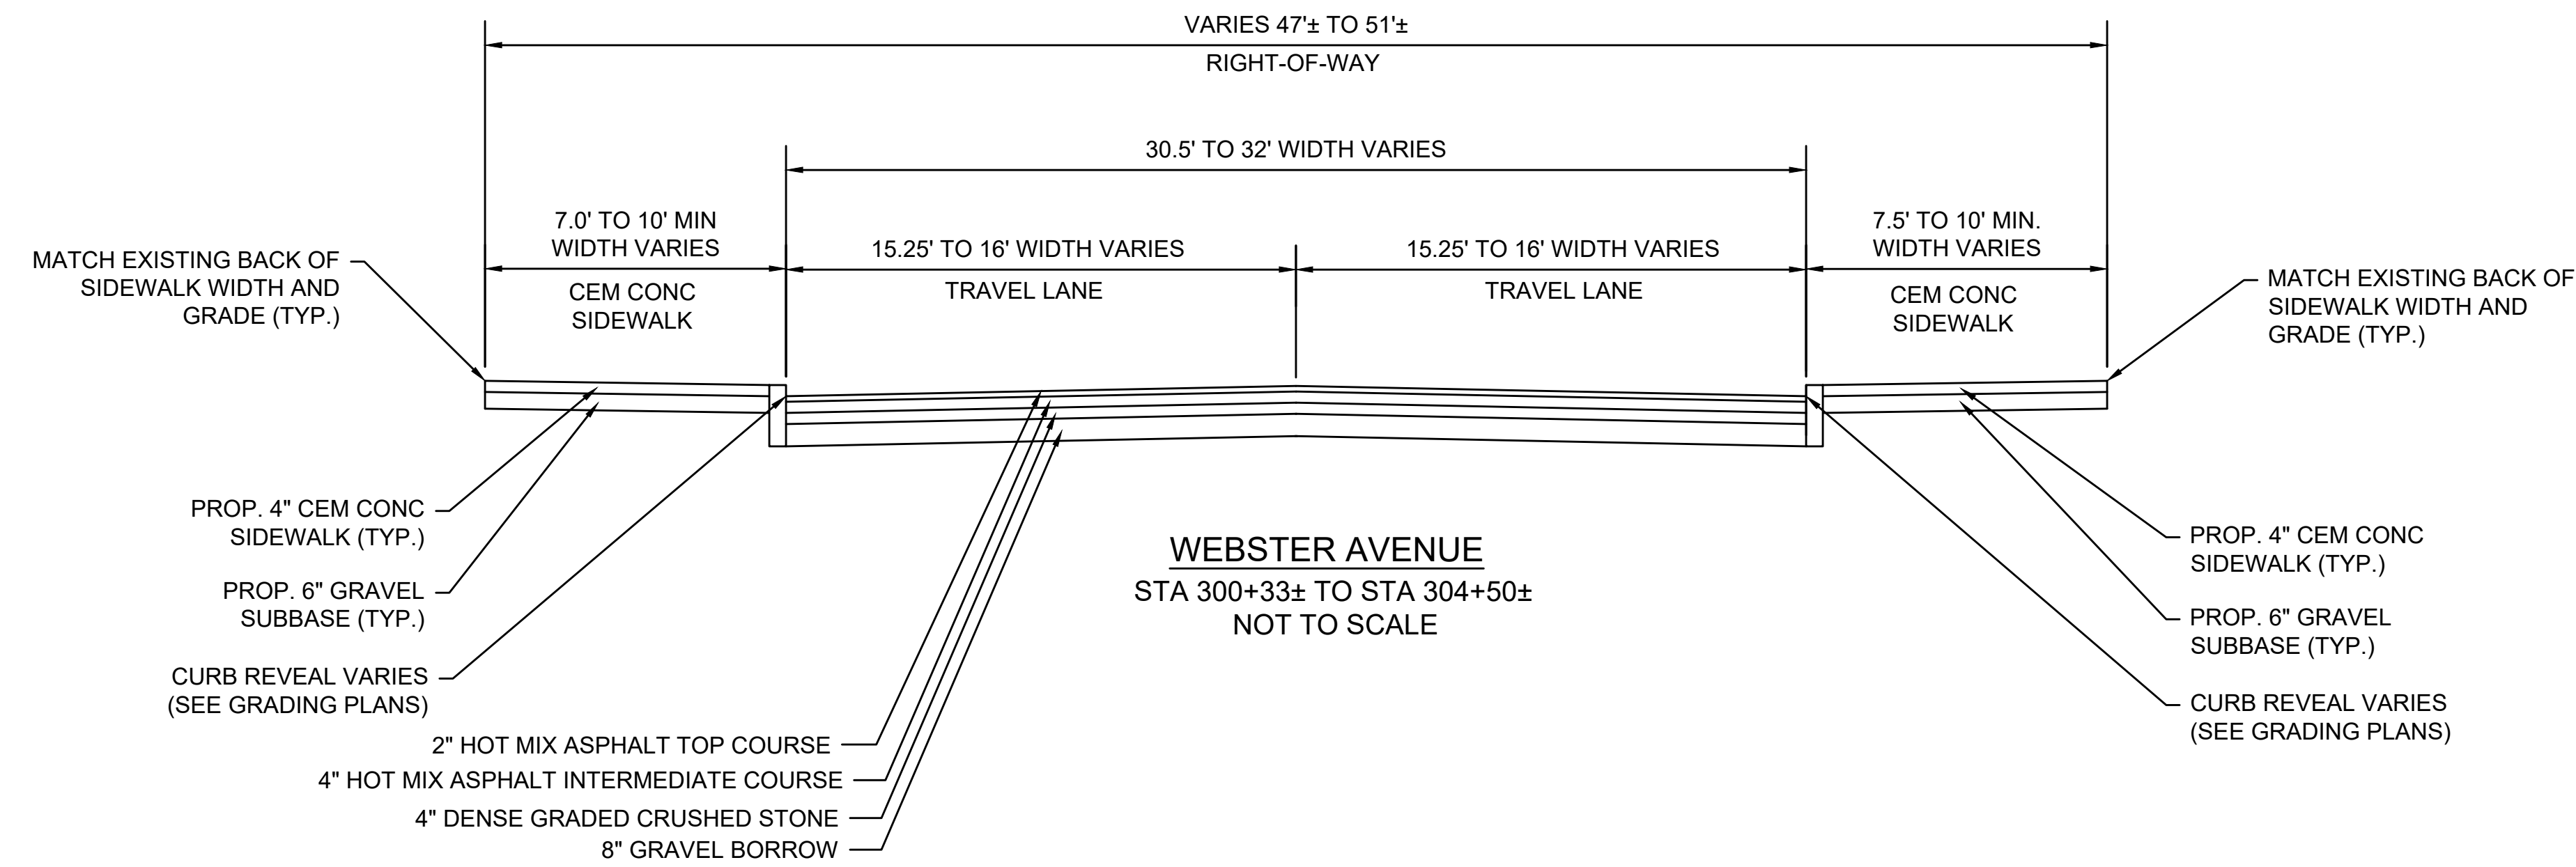 VARIES 47'± TO 51'±
RIGHT-OF-WAY
30.5' TO 32' WIDTH VARIES
7.0' TO 10' MIN
WIDTH VARIES
CEM CONC
SIDEWALK
15.25' TO 16' WIDTH VARIES
TRAVEL LANE
15.25' TO 16' WIDTH VARIES
TRAVEL LANE
7.5' TO 10' MIN.
WIDTH VARIES
CEM CONC
SIDEWALK
MATCH EXISTING BACK OF
SIDEWALK WIDTH AND
GRADE (TYP.)
MATCH EXISTING BACK OF
SIDEWALK WIDTH AND
GRADE (TYP.)
PROP. 4" CEM CONC
SIDEWALK (TYP.)
PROP. 6" GRAVEL
SUBBASE (TYP.)
CURB REVEAL VARIES
(SEE GRADING PLANS)
2" HOT MIX ASPHALT TOP COURSE
4" HOT MIX ASPHALT INTERMEDIATE COURSE
4" DENSE GRADED CRUSHED STONE
8" GRAVEL BORROW
WEBSTER AVENUE
STA 300+33± TO STA 304+50±
NOT TO SCALE
PROP. 4" CEM CONC
SIDEWALK (TYP.)
PROP. 6" GRAVEL
SUBBASE (TYP.)
CURB REVEAL VARIES
(SEE GRADING PLANS)